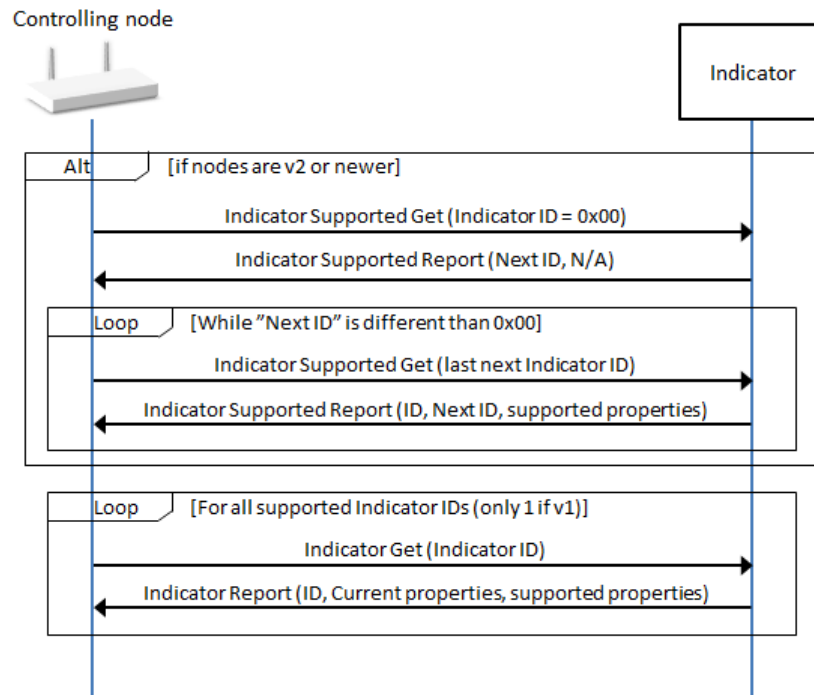 Controlling node
Indicator
Alt
[if nodes are v2 or newer]
Indicator Supported Get (Indicator ID = 0x00)
Indicator Supported Report (Next ID, N/A)
Loop
[While ”Next ID” is different than 0x00]
Indicator Supported Get (last next Indicator ID)
Indicator Supported Report (ID, Next ID, supported properties)
Loop
[For all supported Indicator IDs (only 1 if v1)]
Indicator Get (Indicator ID)
Indicator Report (ID, Current properties, supported properties)